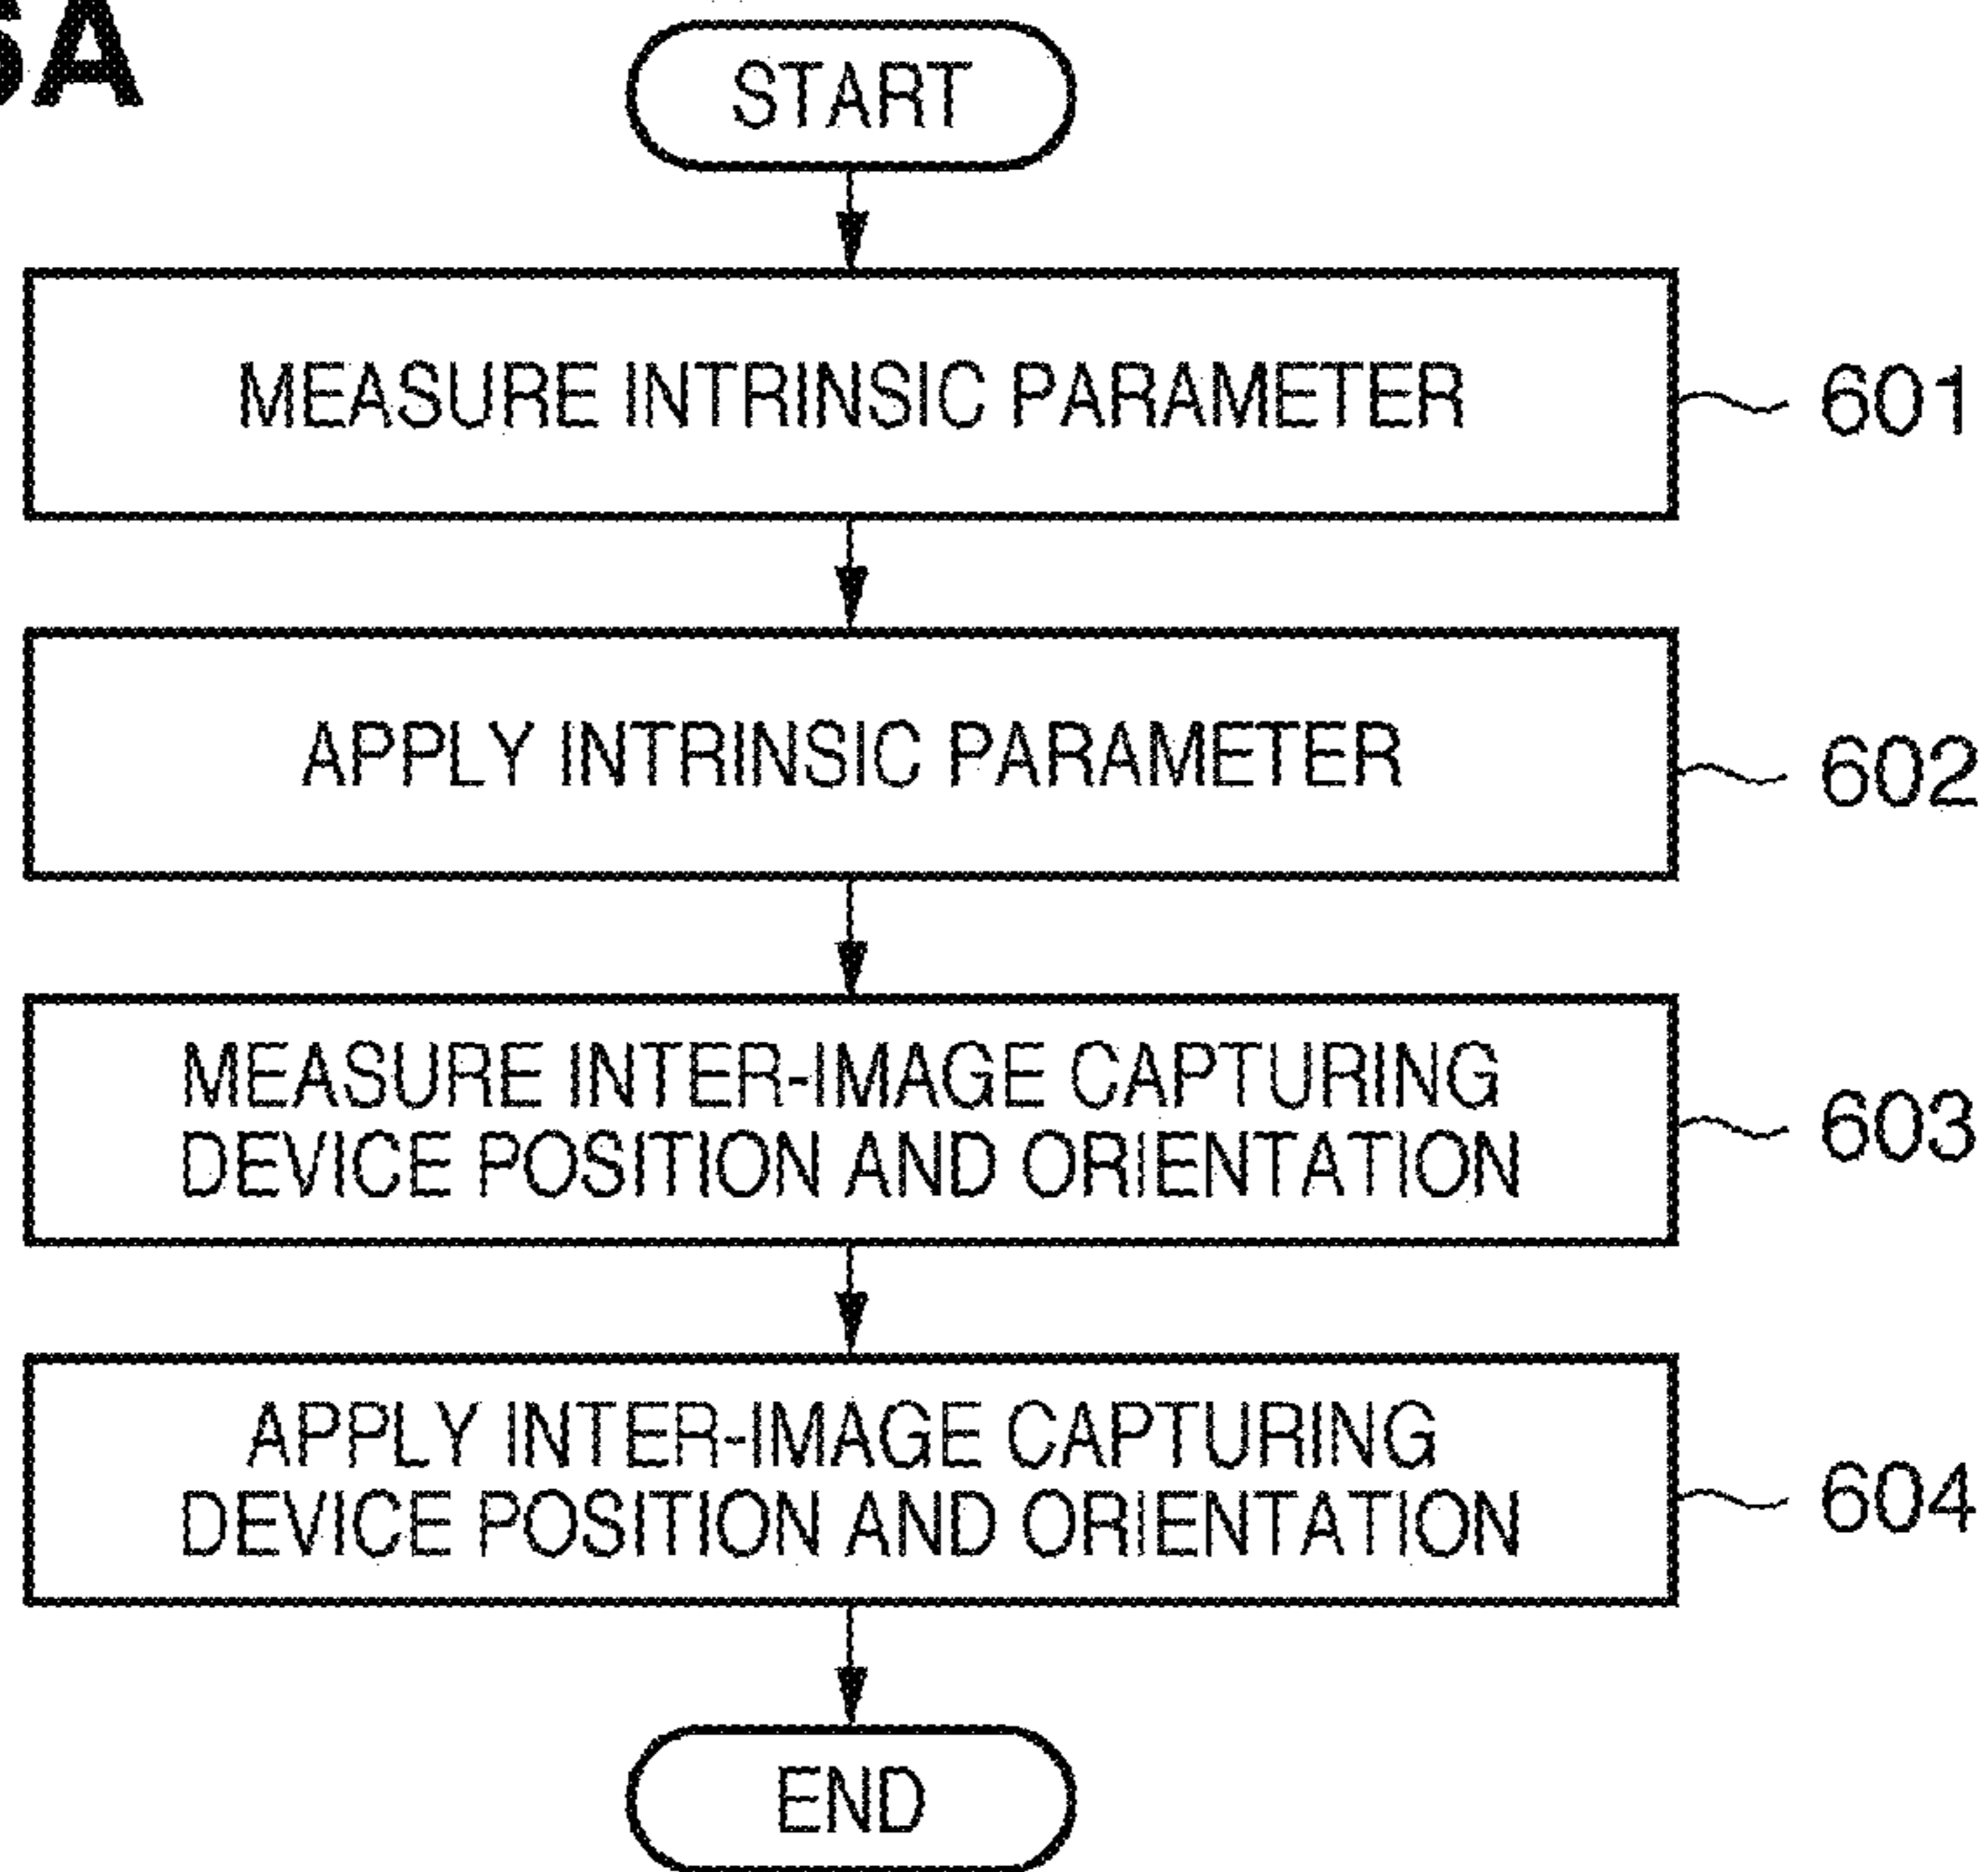 6A
START
MEASURE INTRINSIC PARAMETER
601
APPLY INTRINSIC PARAMETER
602
MEASURE INTER-IMAGE CAPTURING
DEVICE POSITION AND ORIENTATION
603
APPLY INTER-IMAGE CAPTURING
DEVICE POSITION AND ORIENTATION
604
END